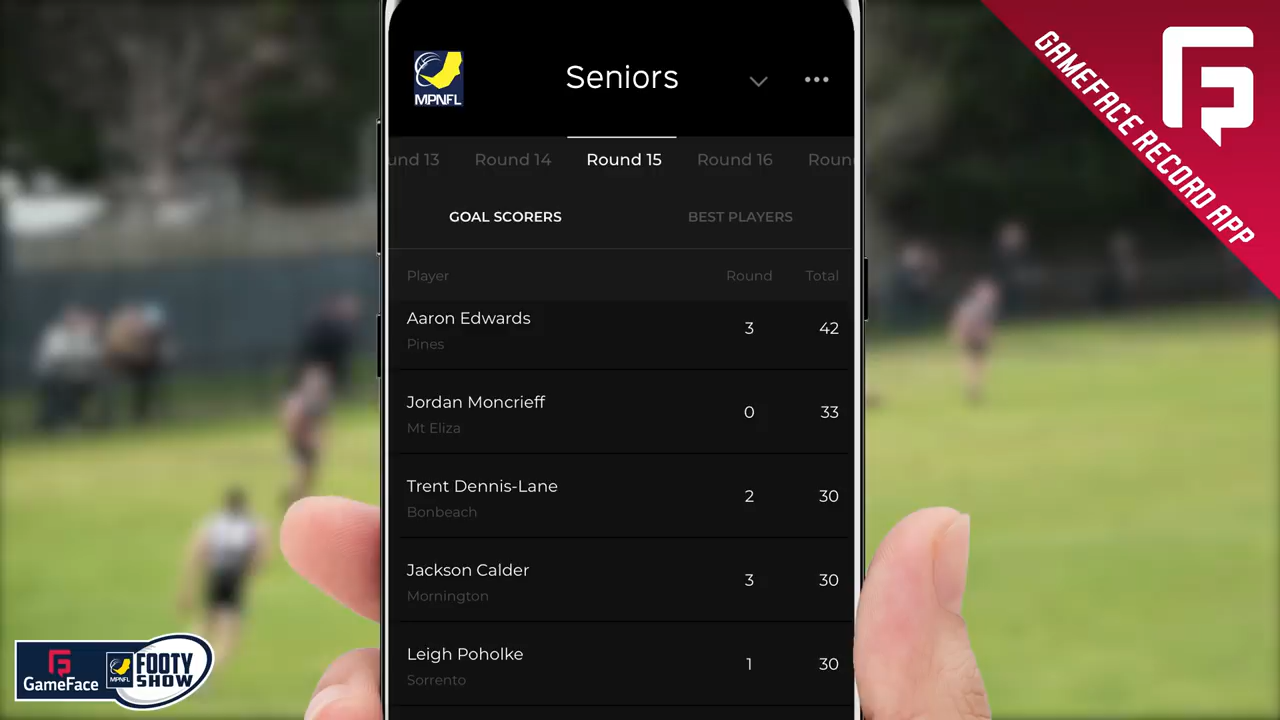 MPNFL
Seniors
und 13 Round 14 Round 15 Round 16 Roun
GOAL SCORERS BEST PLAYERS
Player Round Total
Aaron Edwards 3 42
Pines
Jordan Moncrieff 0 33
Mt Eliza
Trent Dennis-Lane 2 30
Bonbeach
Jackson Calder 3 30
Mornington
Leigh Poholke 1 30
Sorrento
GAMEFACE RECORD APP
GameFace
MPNFL
FOOTY
SHOW